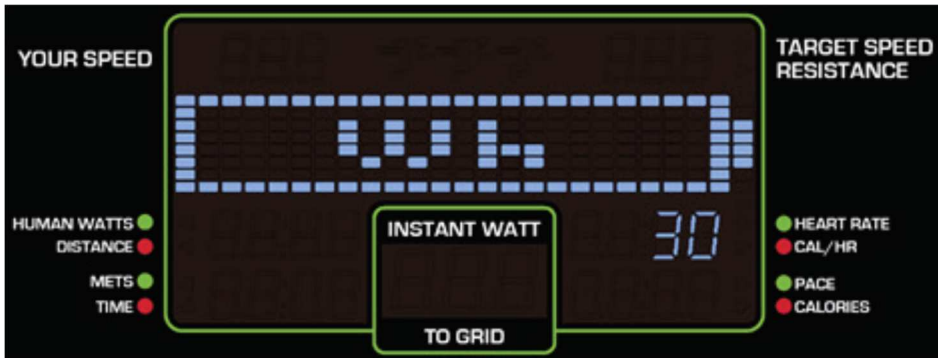 YOUR SPEED
TARGET SPEED
RESISTANCE
Wh
HUMAN WATTS
DISTANCE
INSTANT WATT
30
HEART RATE
CAL/HR
METS
TIME
PACE
CALORIES
TO GRID